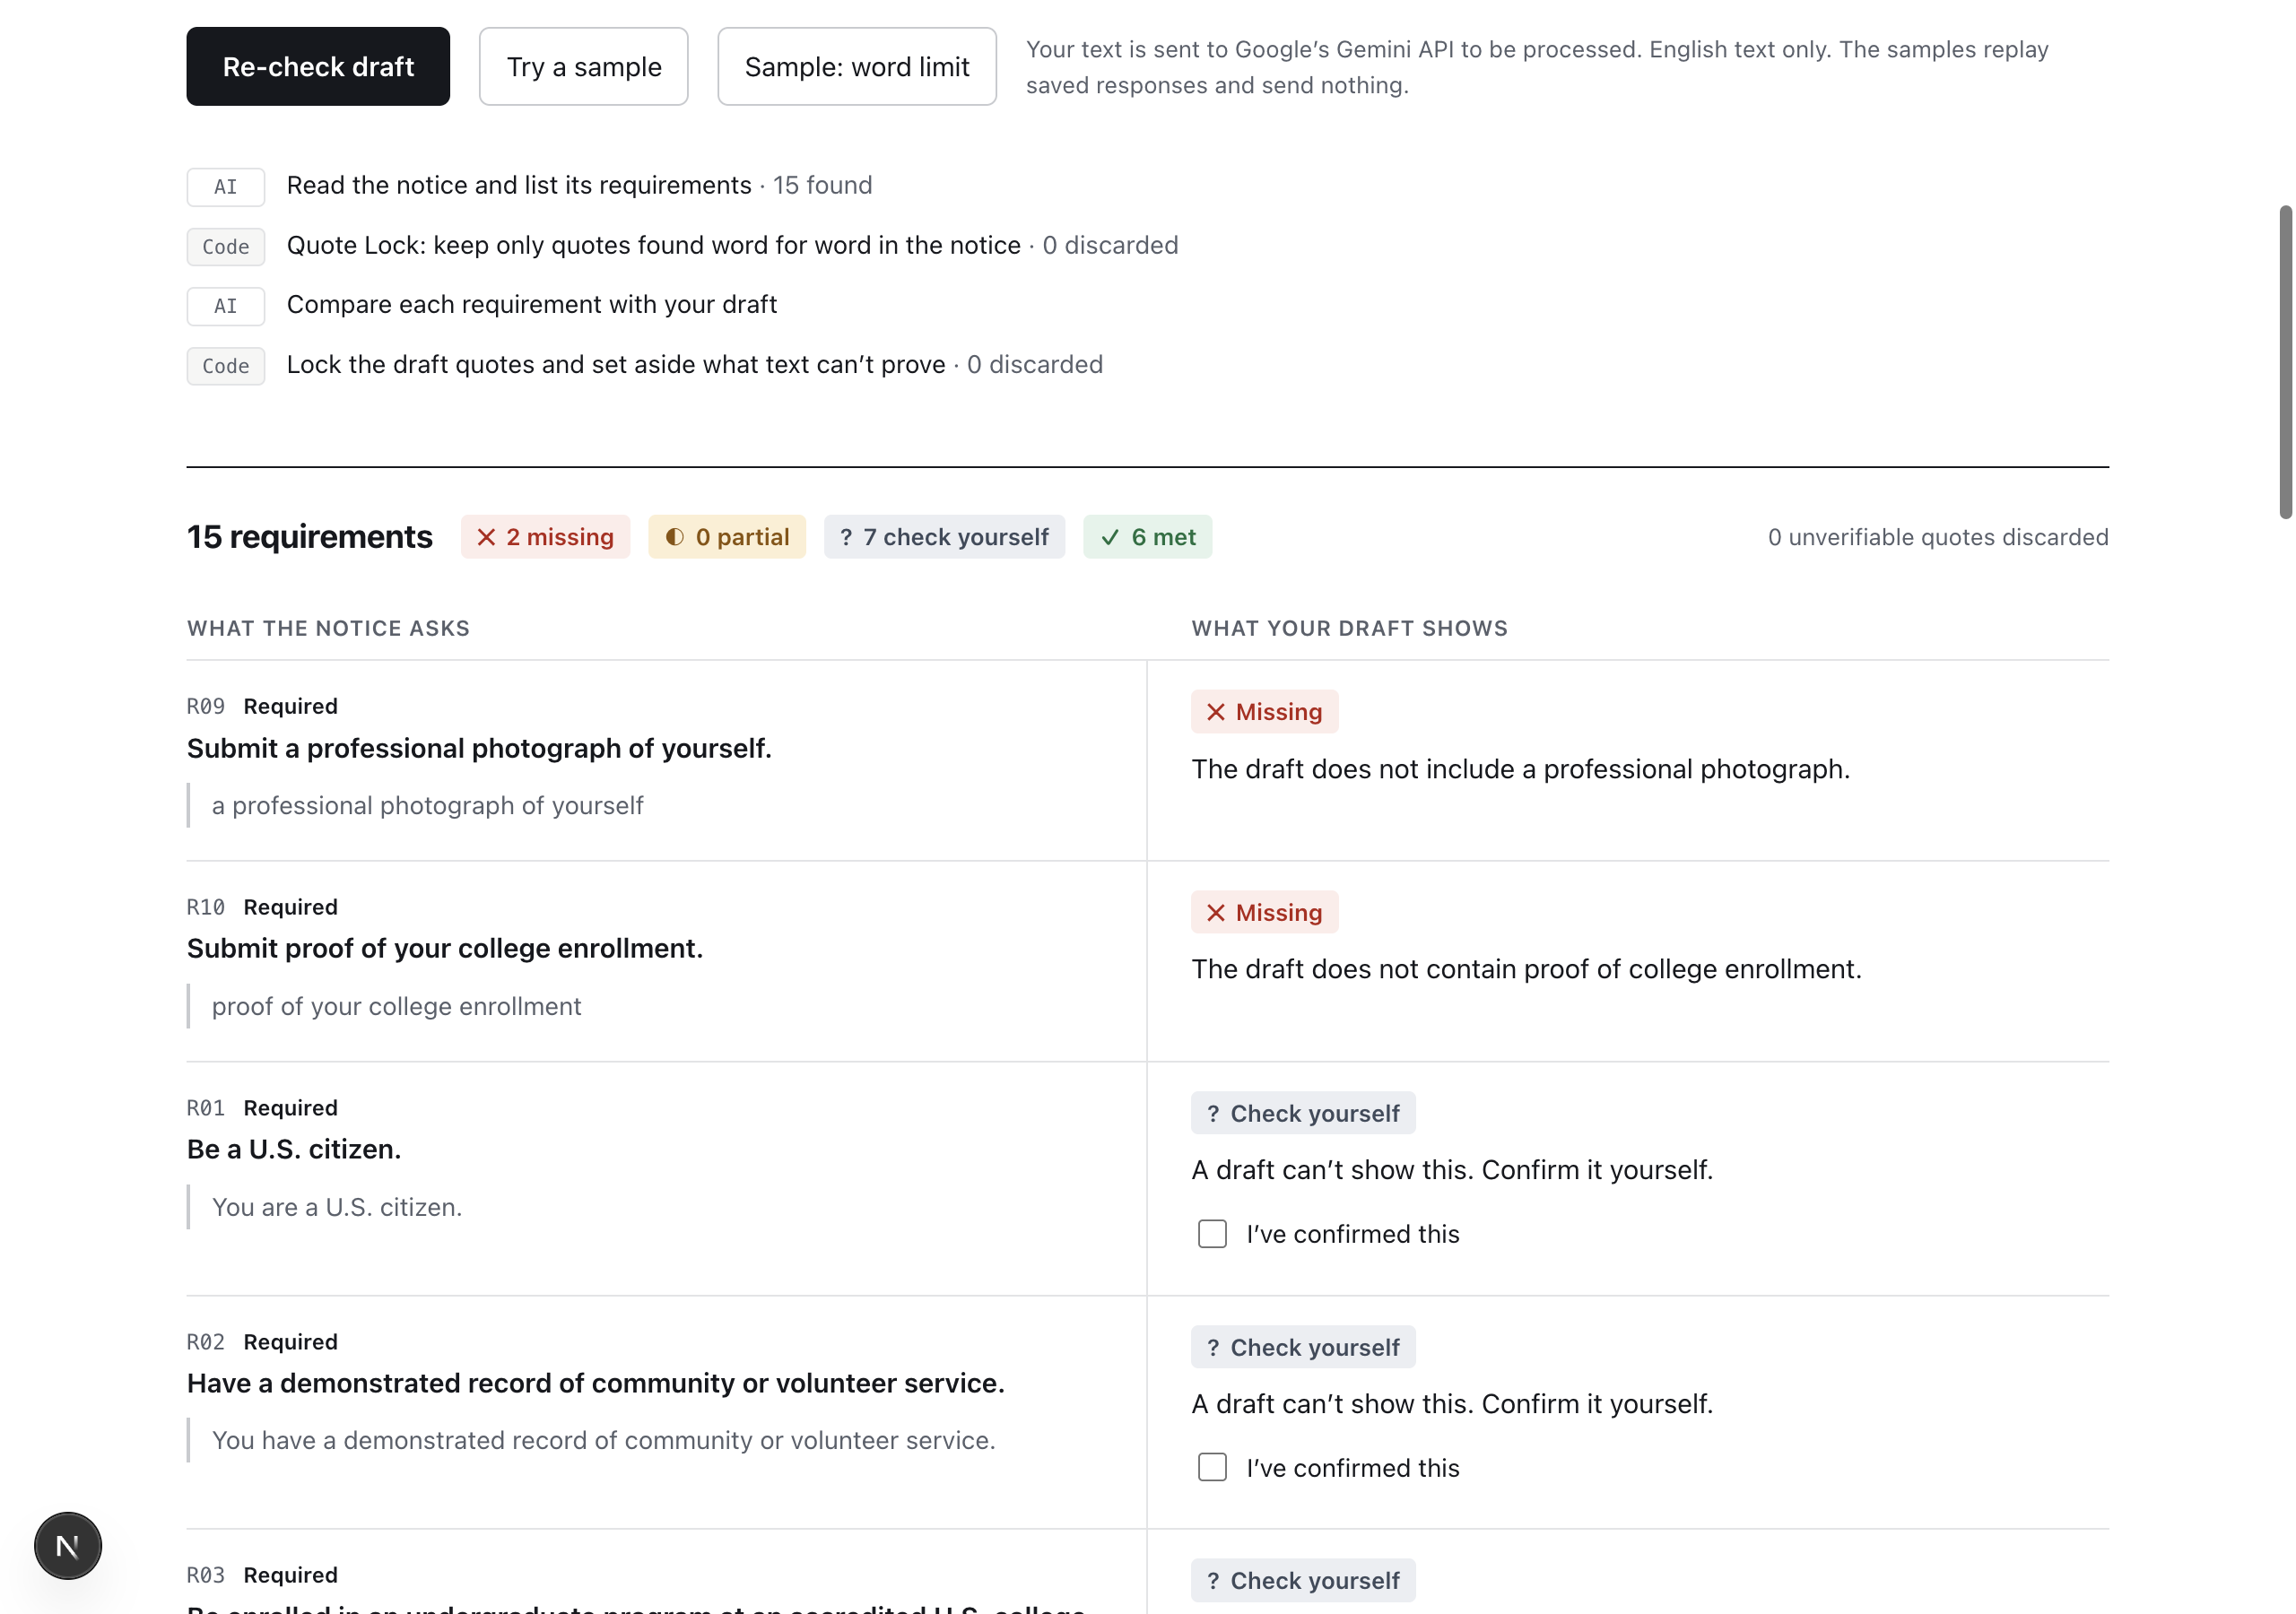 Re-check draft
Try a sample
Sample: word limit
Your text is sent to Google’s Gemini API to be processed. English text only. The samples replay
saved responses and send nothing.
AI Read the notice and list its requirements · 15 found
Code Quote Lock: keep only quotes found word for word in the notice · 0 discarded
AI Compare each requirement with your draft
Code Lock the draft quotes and set aside what text can’t prove · 0 discarded
15 requirements
✕ 2 missing
◐ 0 partial
? 7 check yourself
✓ 6 met
0 unverifiable quotes discarded
WHAT THE NOTICE ASKS
WHAT YOUR DRAFT SHOWS
R09 Required
Submit a professional photograph of yourself.
a professional photograph of yourself
✕ Missing
The draft does not include a professional photograph.
R10 Required
Submit proof of your college enrollment.
proof of your college enrollment
✕ Missing
The draft does not contain proof of college enrollment.
R01 Required
Be a U.S. citizen.
You are a U.S. citizen.
? Check yourself
A draft can’t show this. Confirm it yourself.
I’ve confirmed this
R02 Required
Have a demonstrated record of community or volunteer service.
You have a demonstrated record of community or volunteer service.
? Check yourself
A draft can’t show this. Confirm it yourself.
I’ve confirmed this
R03 Required
Be enrolled in an undergraduate program at an accredited U.S. college
? Check yourself
N